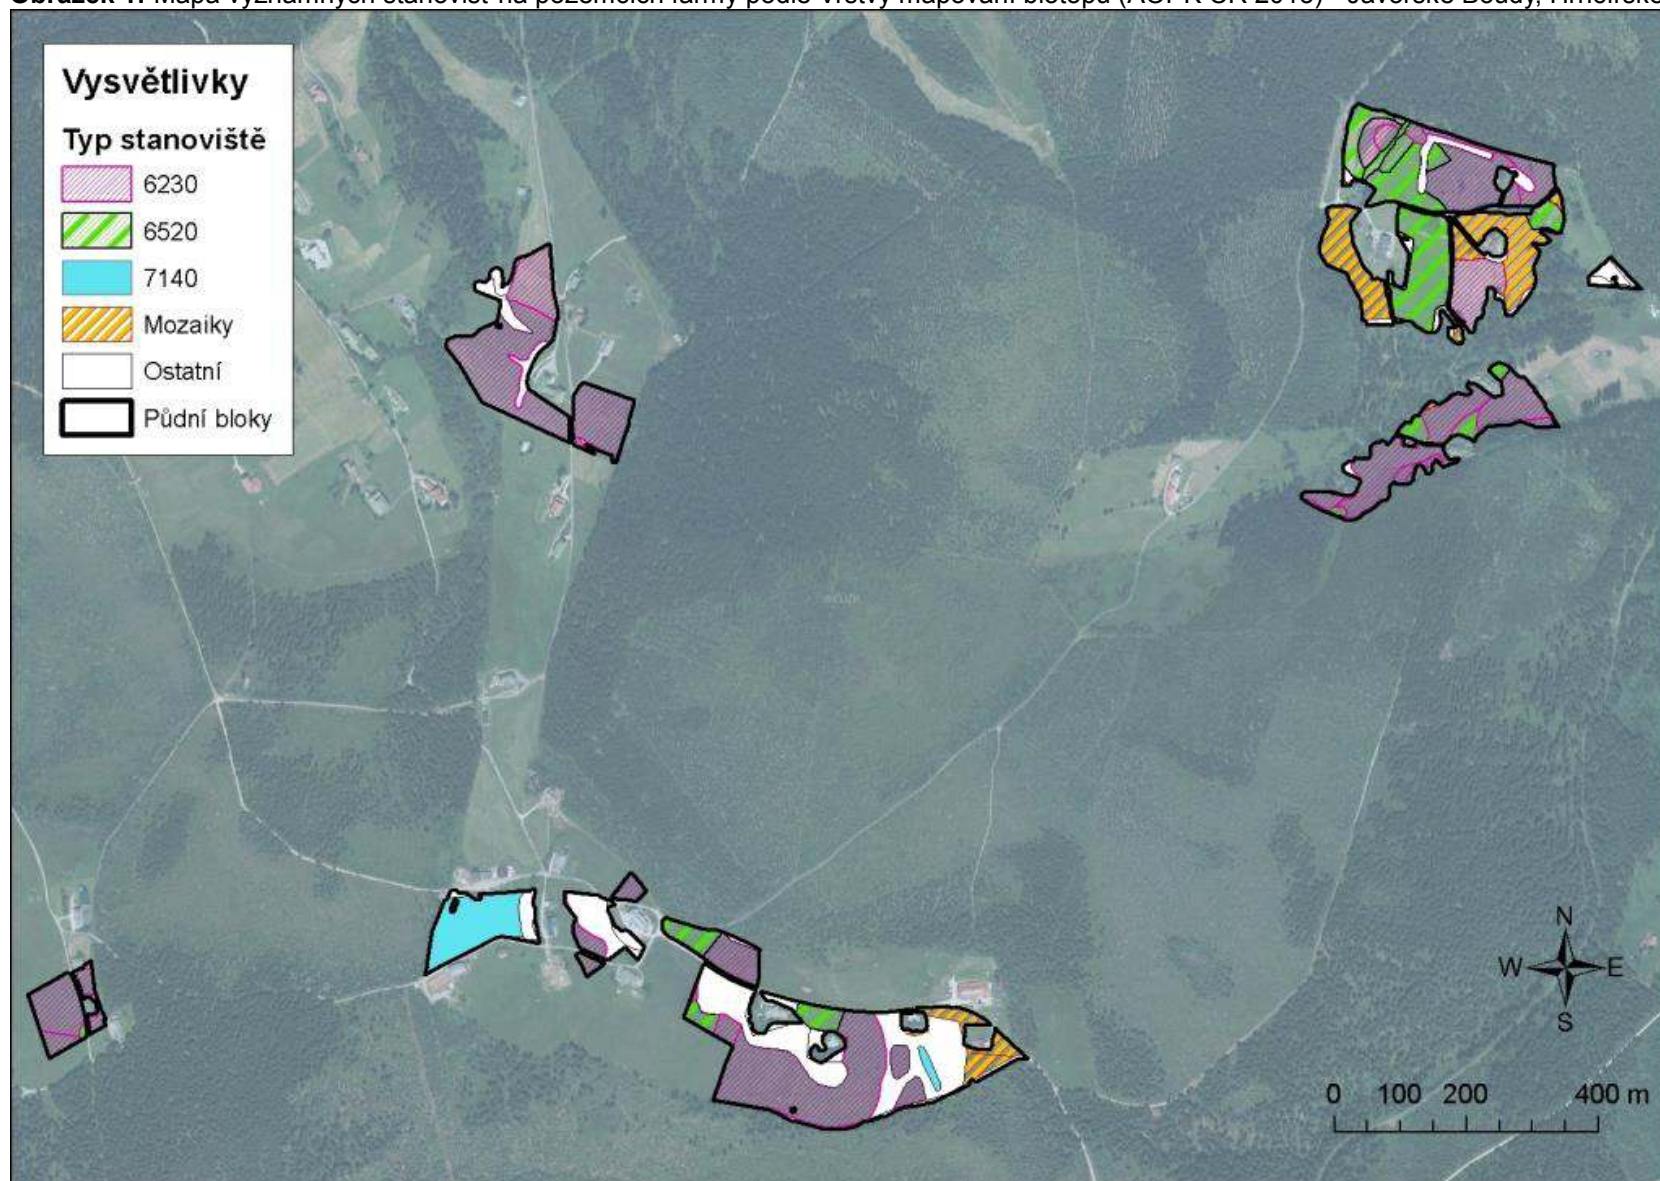 Vysvětlivky
Typ stanoviště
6230
6520
7140
Mozaiky
Ostatní
Půdní bloky
N
W E
S
0 100 200 400 m